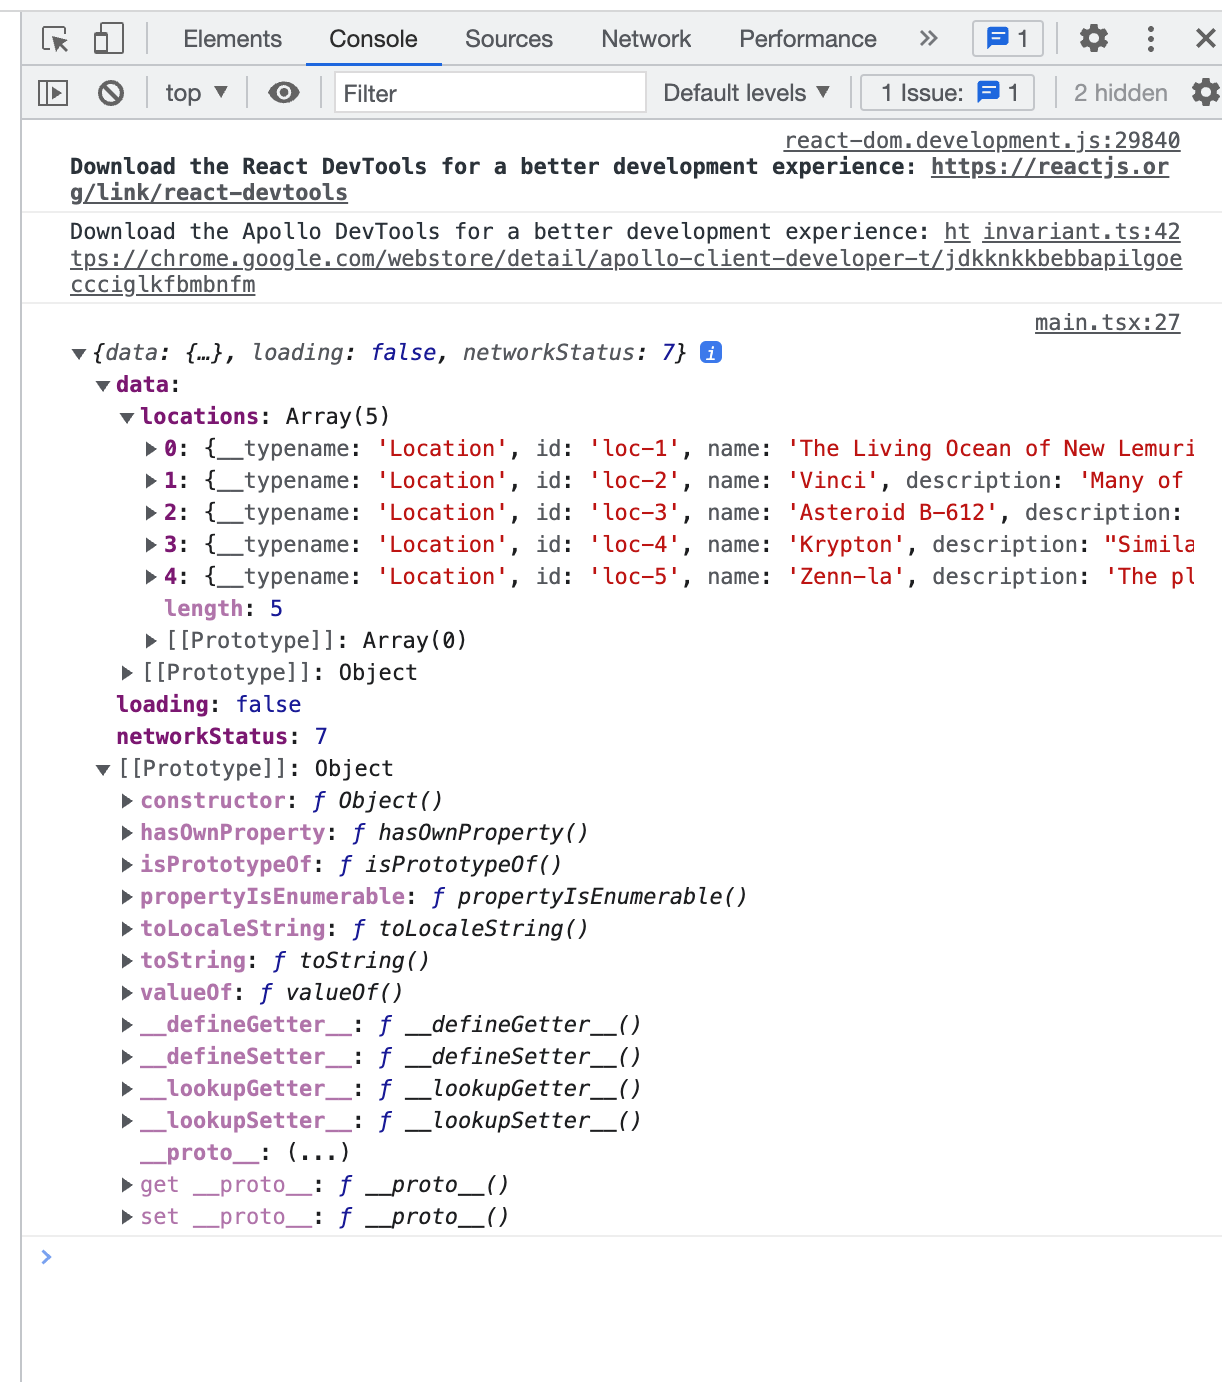 Elements Console Sources Network Performance » 1
top ▼ Filter Default levels ▼ 1 Issue: 1 2 hidden
react-dom.development.js:29840
Download the React DevTools for a better development experience: https://reactjs.or
g/link/react-devtools
Download the Apollo DevTools for a better development experience: ht invariant.ts:42
tps://chrome.google.com/webstore/detail/apollo-client-developer-t/jdkknkkbebbapilgoe
ccciglkfbmbnfm
main.tsx:27
▼{data: {…}, loading: false, networkStatus: 7} i
▼data:
▼locations: Array(5)
▶0: {__typename: 'Location', id: 'loc-1', name: 'The Living Ocean of New Lemuri
▶1: {__typename: 'Location', id: 'loc-2', name: 'Vinci', description: 'Many of
▶2: {__typename: 'Location', id: 'loc-3', name: 'Asteroid B-612', description:
▶3: {__typename: 'Location', id: 'loc-4', name: 'Krypton', description: "Simila
▶4: {__typename: 'Location', id: 'loc-5', name: 'Zenn-la', description: 'The pl
length: 5
▶[[Prototype]]: Array(0)
▶[[Prototype]]: Object
loading: false
networkStatus: 7
▼[[Prototype]]: Object
▶constructor: ƒ Object()
▶hasOwnProperty: ƒ hasOwnProperty()
▶isPrototypeOf: ƒ isPrototypeOf()
▶propertyIsEnumerable: ƒ propertyIsEnumerable()
▶toLocaleString: ƒ toLocaleString()
▶toString: ƒ toString()
▶valueOf: ƒ valueOf()
▶__defineGetter__: ƒ __defineGetter__()
▶__defineSetter__: ƒ __defineSetter__()
▶__lookupGetter__: ƒ __lookupGetter__()
▶__lookupSetter__: ƒ __lookupSetter__()
__proto__: (...)
▶get __proto__: ƒ __proto__()
▶set __proto__: ƒ __proto__()